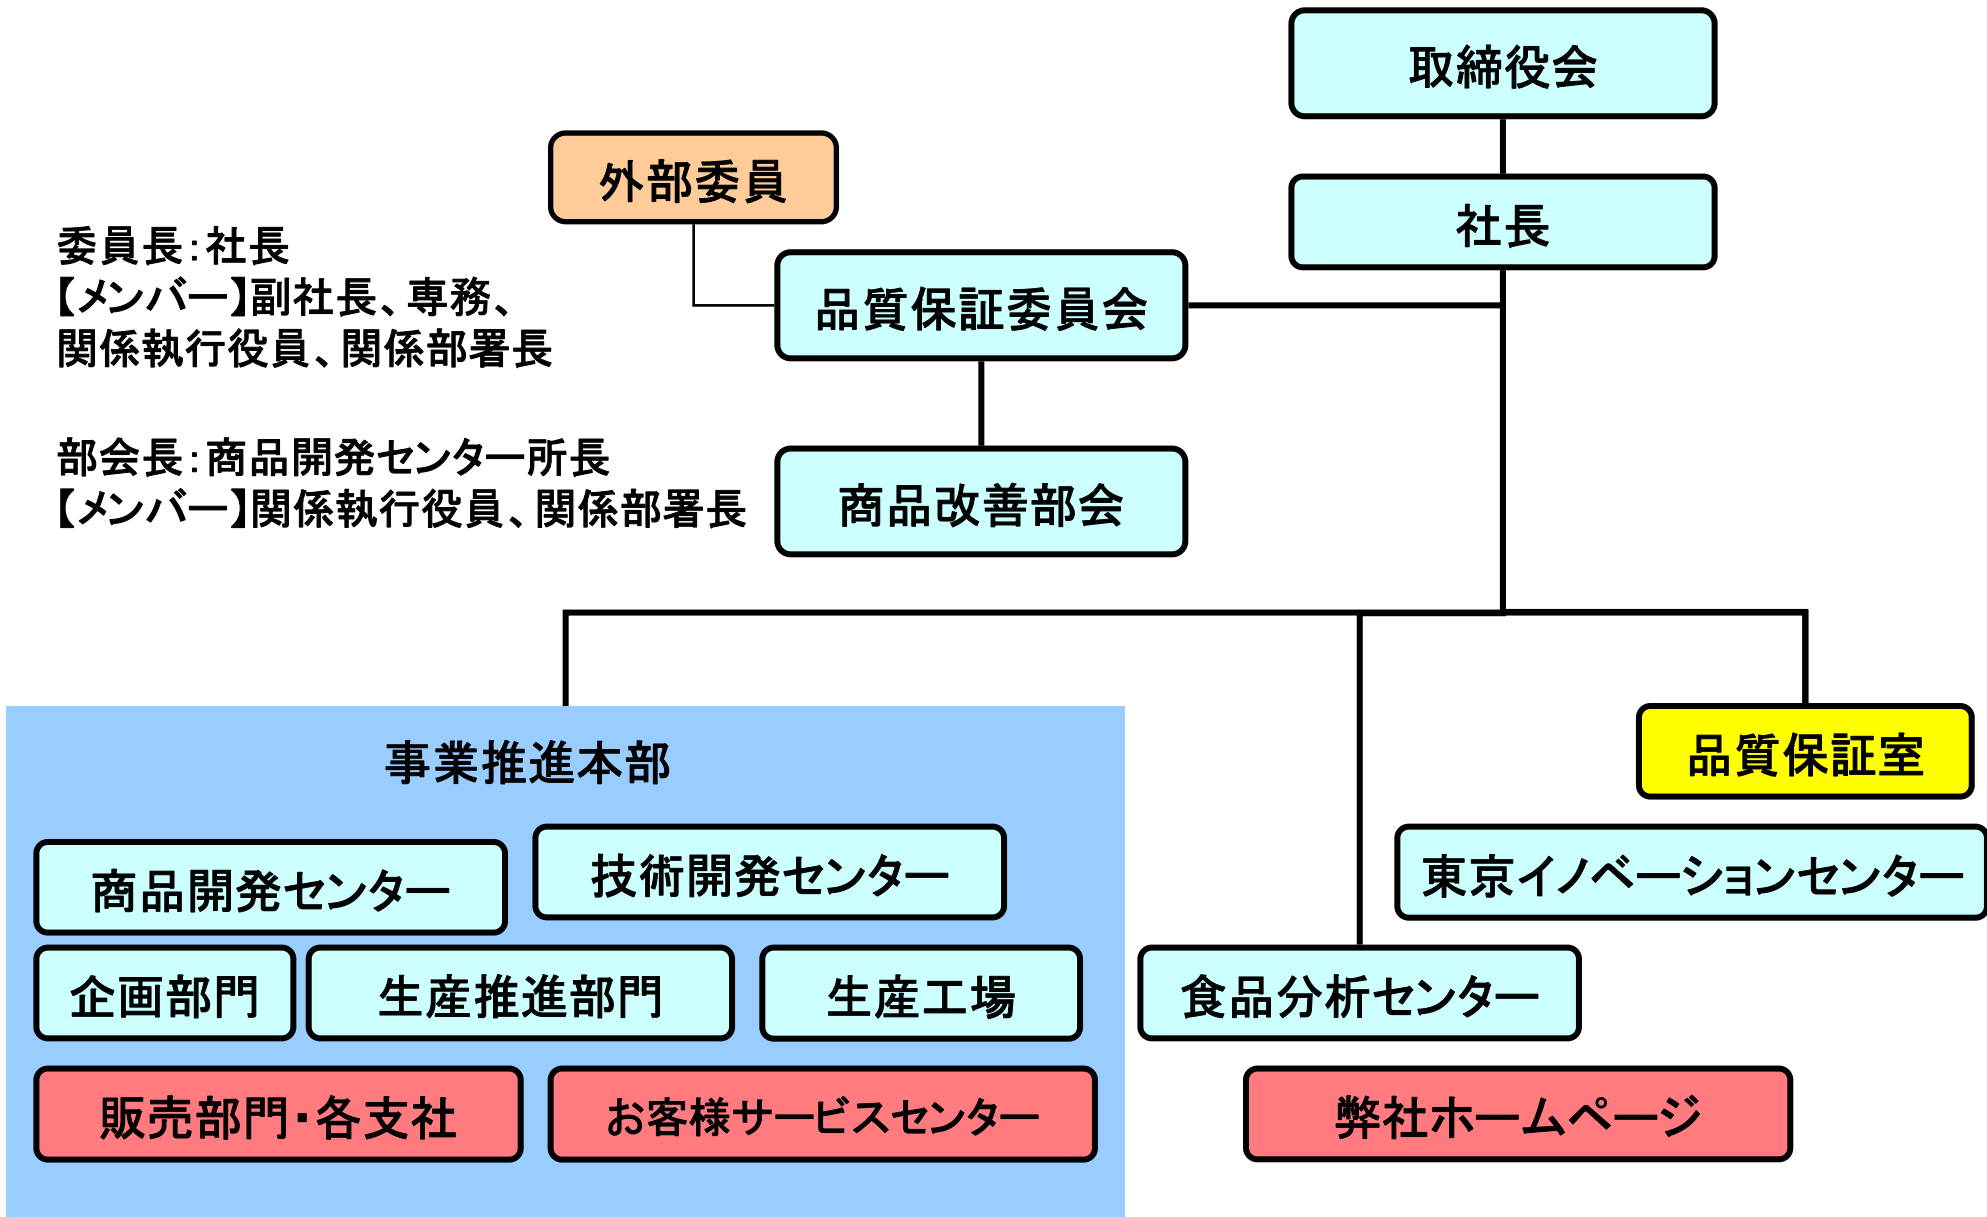 取締役会
外部委員
社長
委員長：社長
【メンバー】副社長、専務、
関係執行役員、関係部署長
品質保証委員会
部会長：商品開発センター所長
【メンバー】関係執行役員、関係部署長
商品改善部会
事業推進本部
品質保証室
商品開発センター
技術開発センター
東京イノベーションセンター
企画部門
生産推進部門
生産工場
食品分析センター
販売部門・各支社
お客様サービスセンター
弊社ホームページ